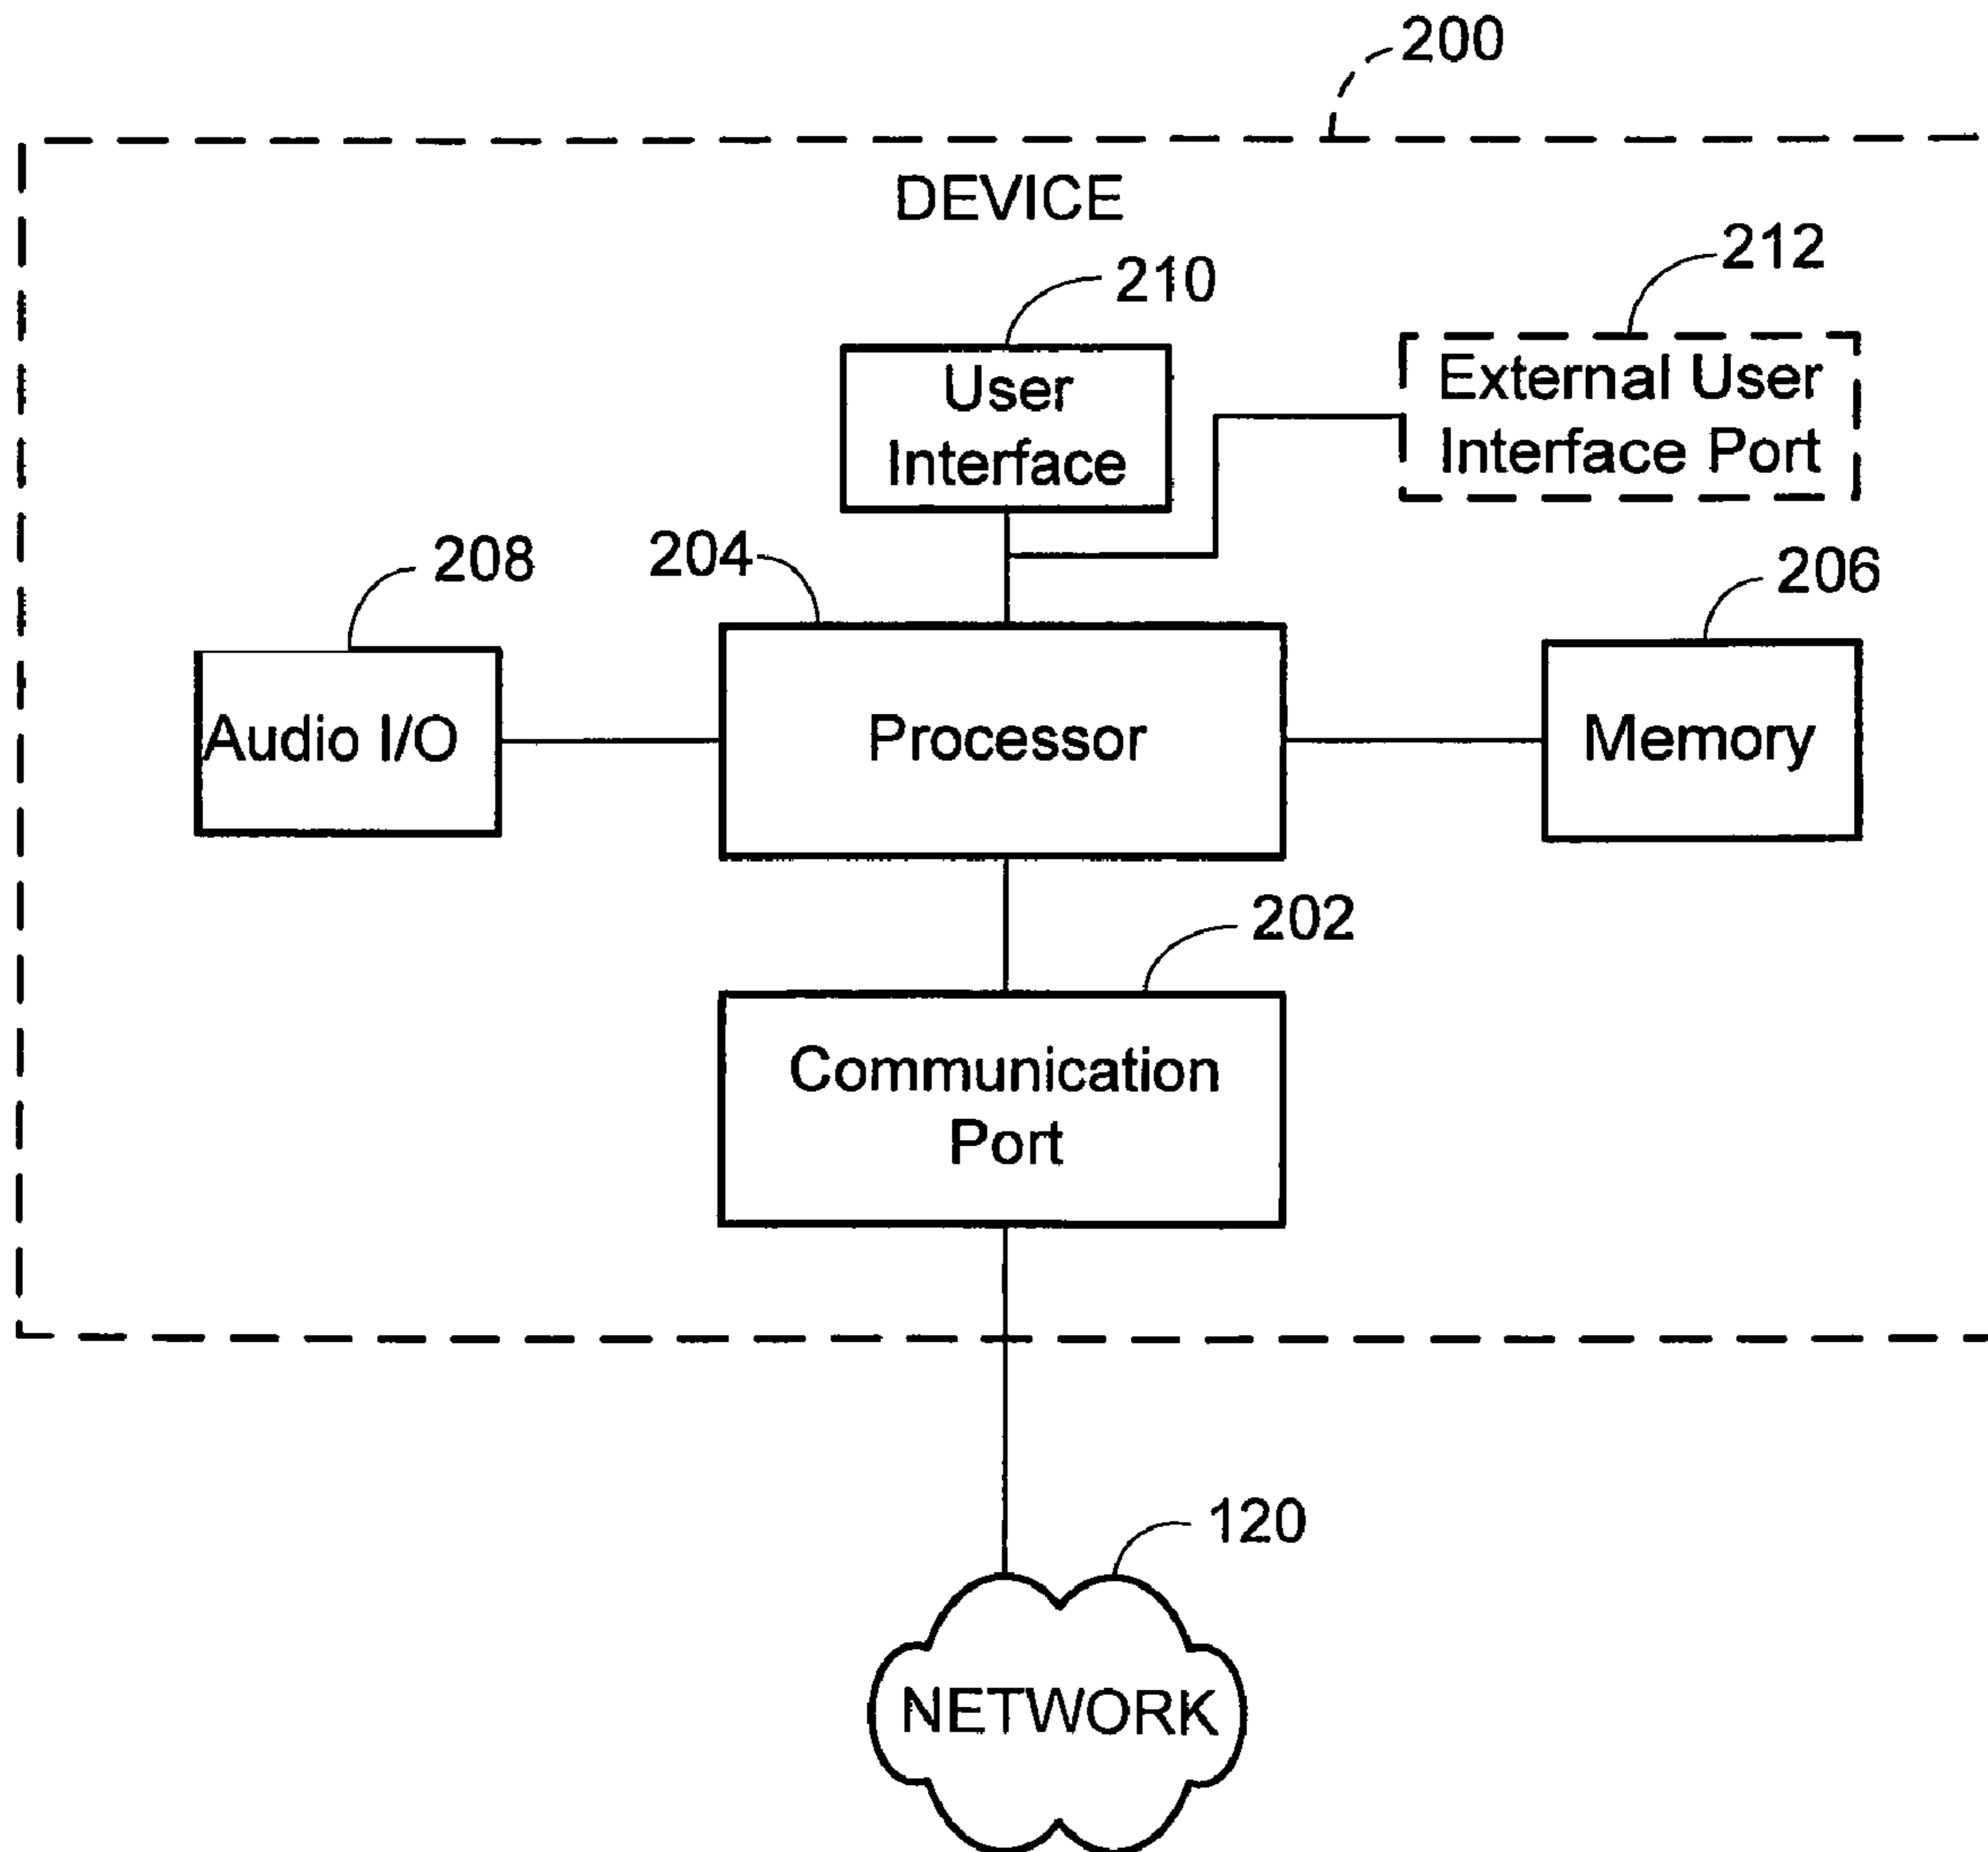 200
DEVICE
212
210
External User
Interface Port
User
Interface
208
204
206
Audio I/O
Processor
Memory
202
Communication
Port
120
NETWORK